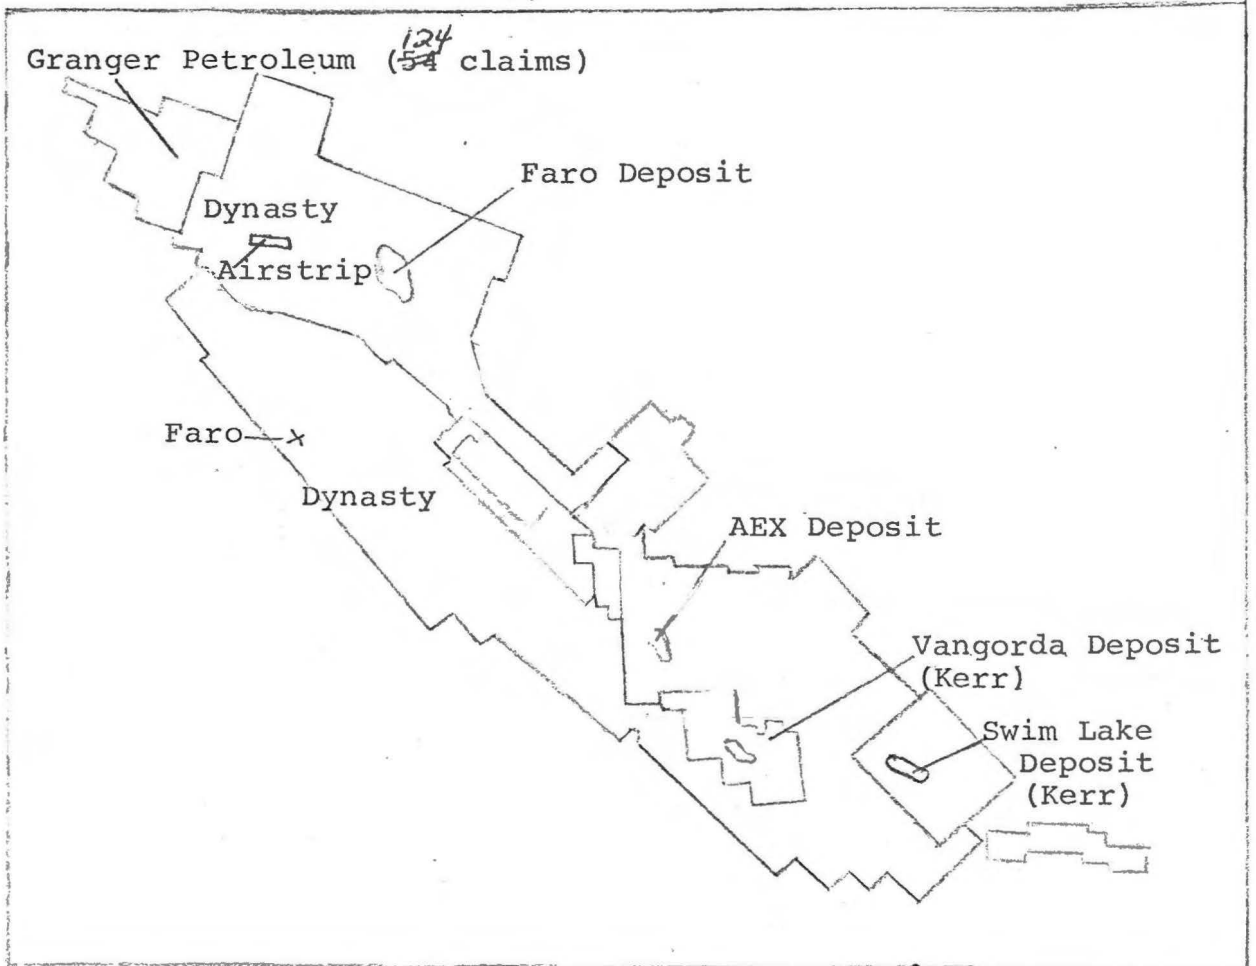 124
Granger Petroleum (54 claims)
Faro Deposit
Dynasty
Airstrip
Faro
x
Dynasty
AEX Deposit
Vangorda Deposit
(Kerr)
Swim Lake
Deposit
(Kerr)